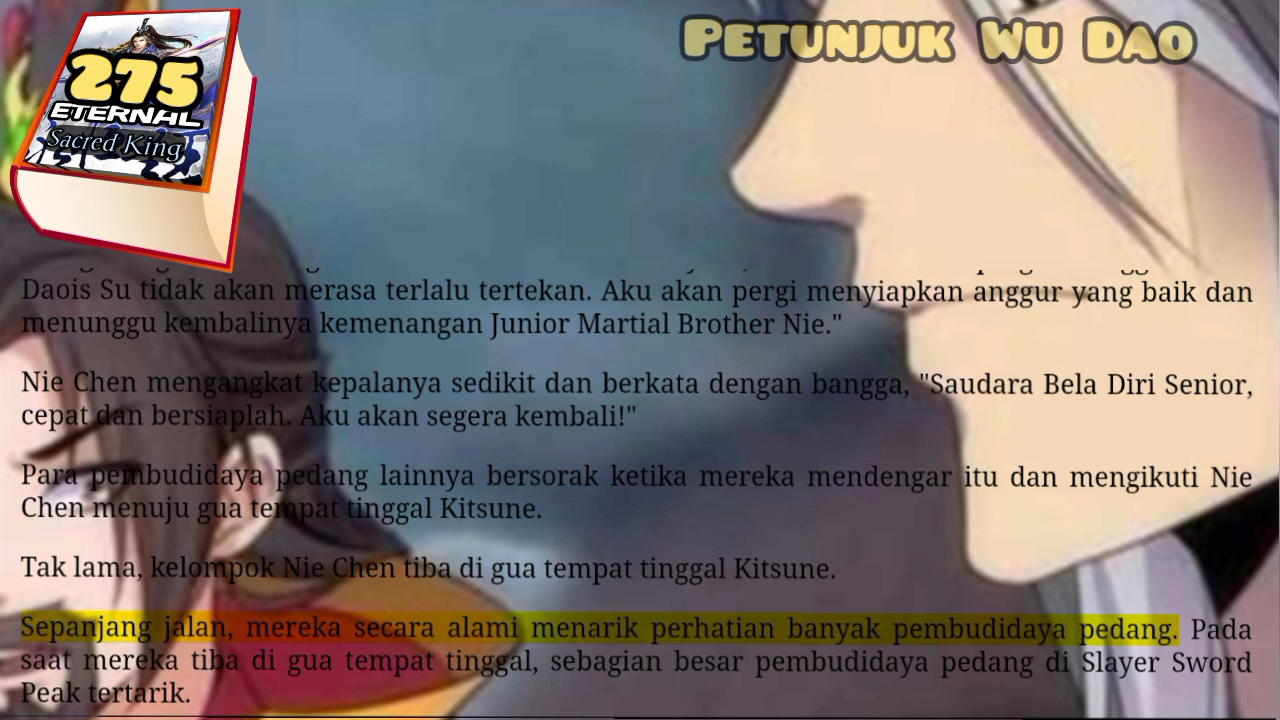 Petunjuk Wu Dao
275
ETERNAL
Sacred King
Daois Su tidak akan merasa terlalu tertekan. Aku akan pergi menyiapkan anggur yang baik dan
menunggu kembalinya kemenangan Junior Martial Brother Nie."
Nie Chen mengangkat kepalanya sedikit dan berkata dengan bangga, "Saudara Bela Diri Senior,
cepat dan bersiaplah. Aku akan segera kembali!"
Para pembudidaya pedang lainnya bersorak ketika mereka mendengar itu dan mengikuti Nie
Chen menuju gua tempat tinggal Kitsune.
Tak lama, kelompok Nie Chen tiba di gua tempat tinggal Kitsune.
Sepanjang jalan, mereka secara alami menarik perhatian banyak pembudidaya pedang. Pada
saat mereka tiba di gua tempat tinggal, sebagian besar pembudidaya pedang di Slayer Sword
Peak tertarik.